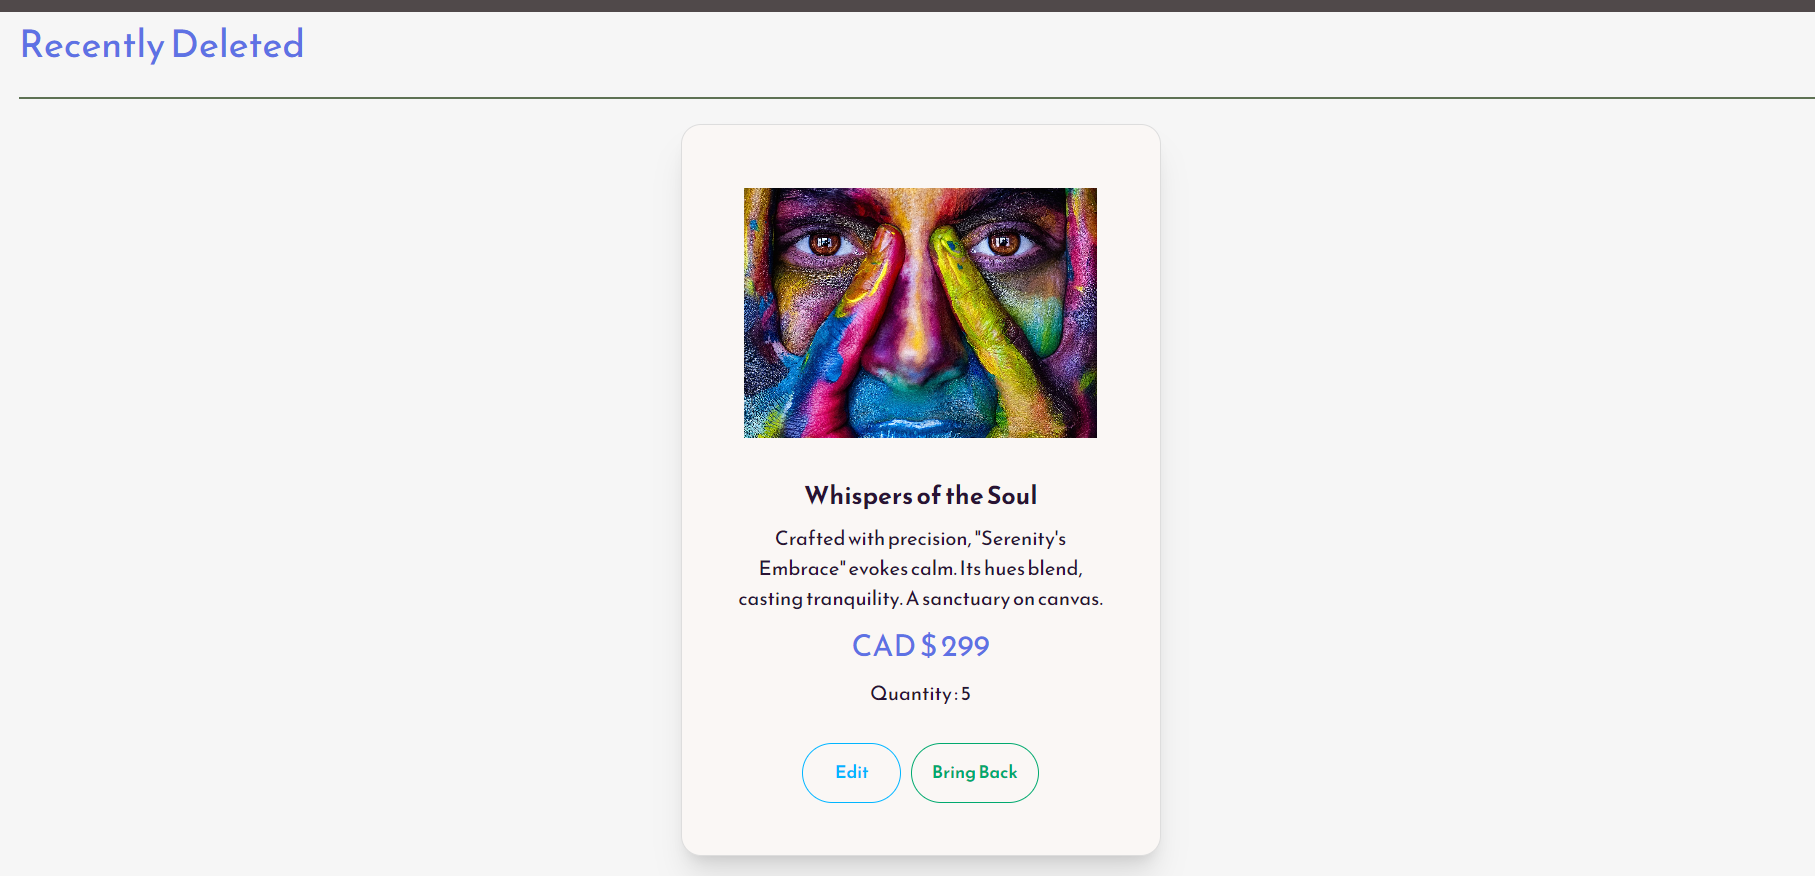 Recently Deleted
Whispers of the Soul
Crafted with precision, "Serenity's
Embrace" evokes calm. Its hues blend,
casting tranquility. A sanctuary on canvas.
CAD $ 299
Quantity : 5
Edit
Bring Back